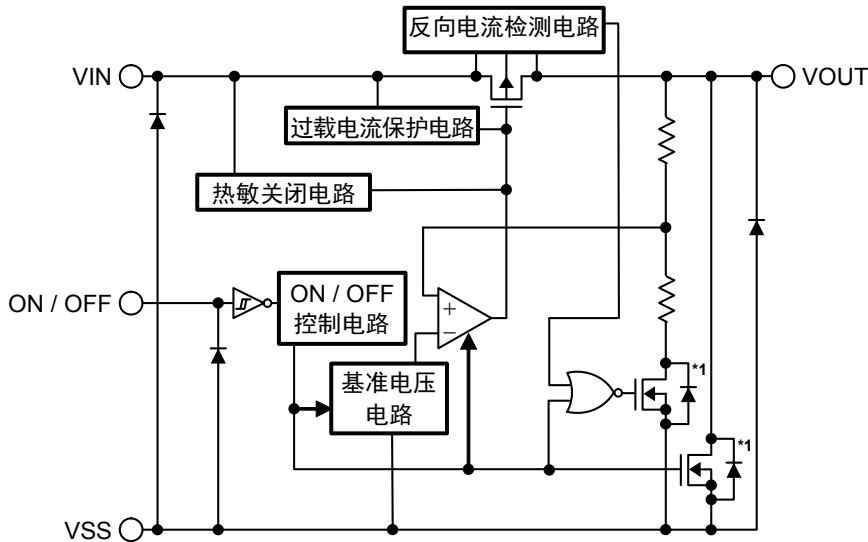 反向电流检测电路
VIN
VOUT
过载电流保护电路
热敏关闭电路
ON / OFF
ON / OFF
控制电路
+
−
基准电压
电路
*1
*1
VSS